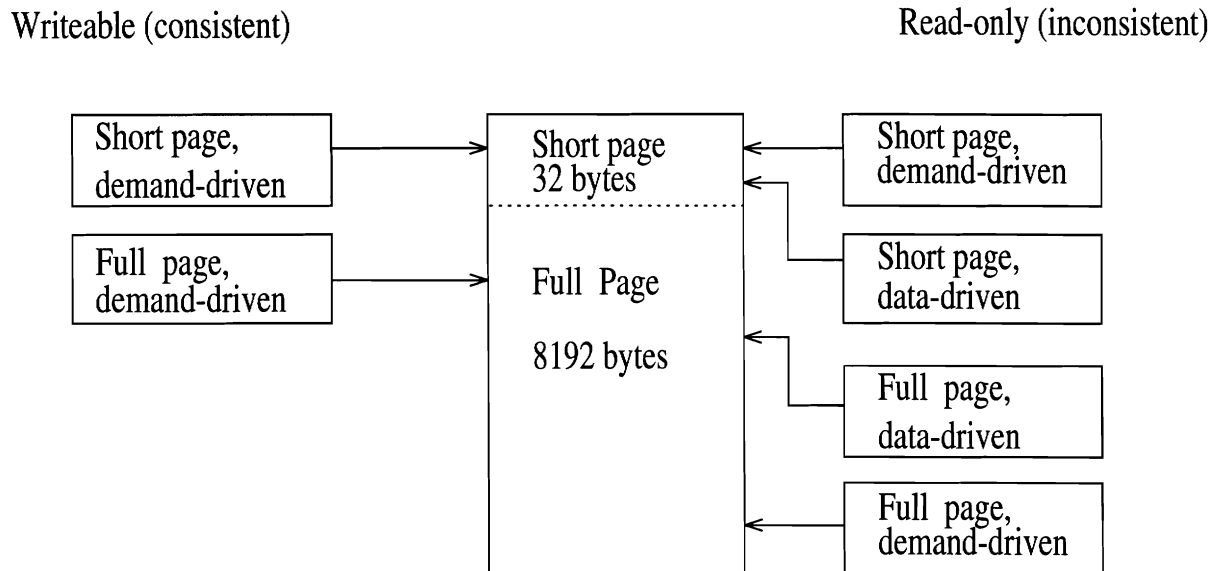 Writeable (consistent)
Read-only (inconsistent)
Short page,
demand-driven
Full page,
demand-driven
Short page
32 bytes
Full Page
8192 bytes
Short page,
demand-driven
Short page,
data-driven
Full page,
data-driven
Full page,
demand-driven